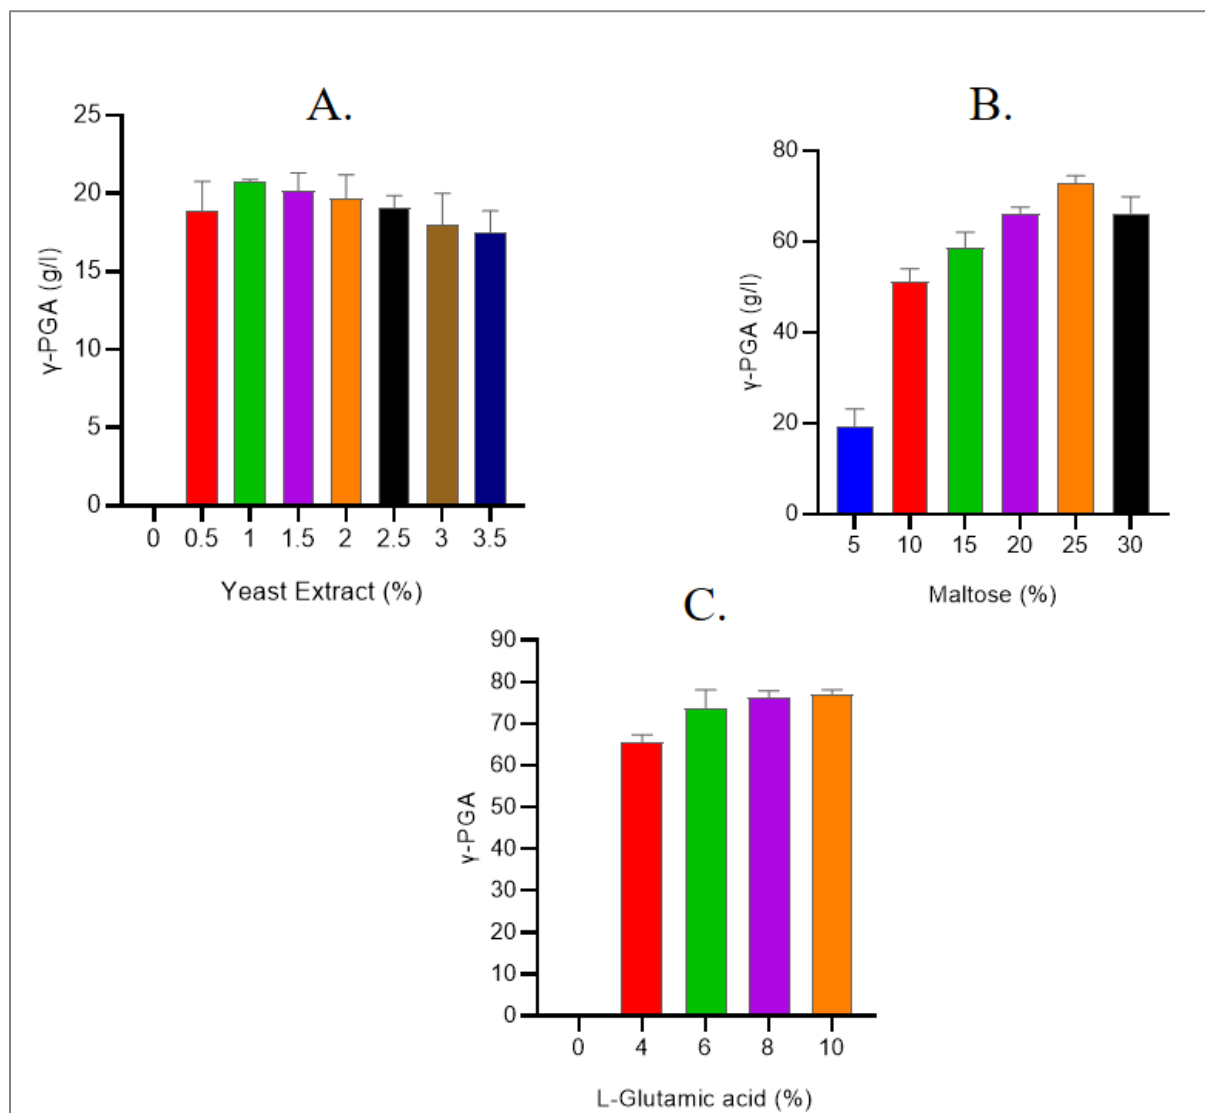 A.
25
20
15
10
5
0
γ-PGA (g/l)
0 0.5 1 1.5 2 2.5 3 3.5
Yeast Extract (%)
B.
80
60
40
20
0
γ-PGA (g/l)
5 10 15 20 25 30
Maltose (%)
C.
90
80
70
60
50
40
30
20
10
0
γ-PGA
0 4 6 8 10
L-Glutamic acid (%)